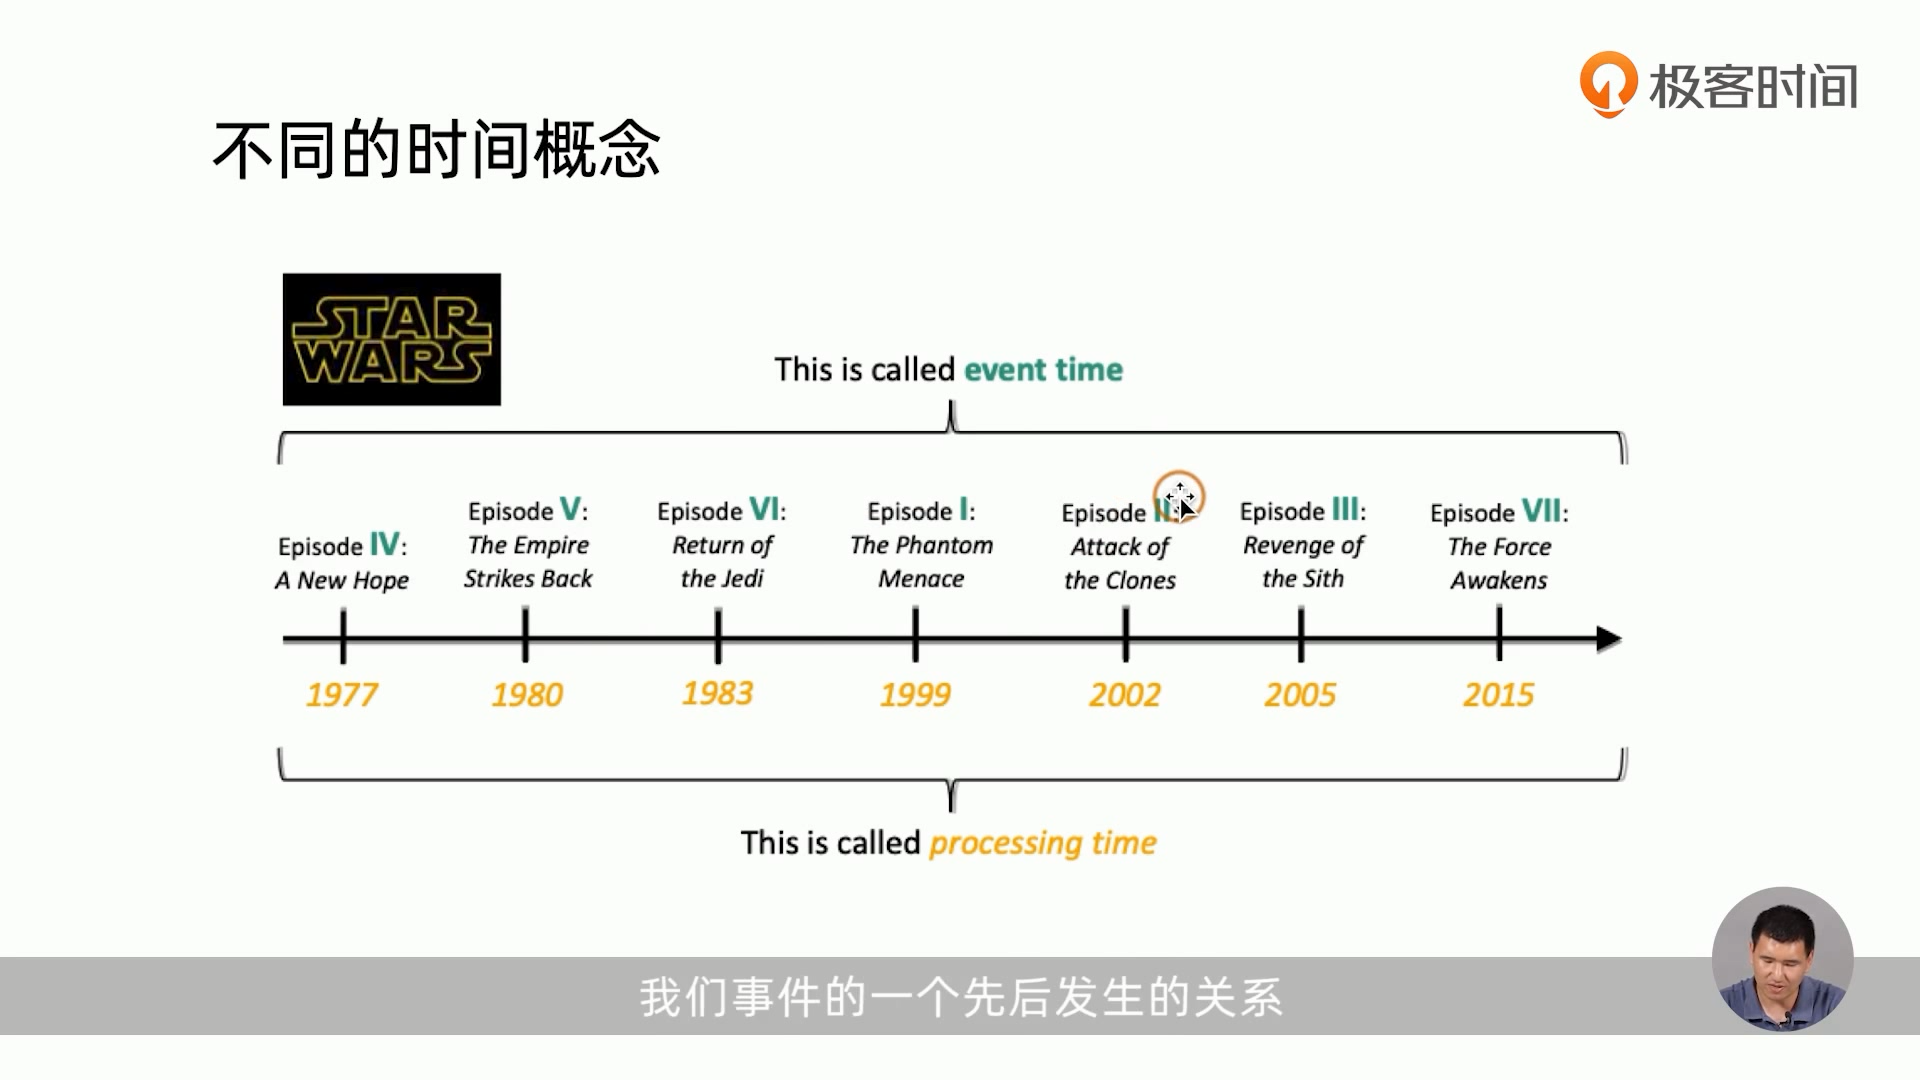 极客时间
不同的时间概念
STAR
WARS
This is called event time
Episode IV:
A New Hope
Episode V:
The Empire
Strikes Back
Episode VI:
Return of
the Jedi
Episode I:
The Phantom
Menace
Episode II:
Attack of
the Clones
Episode III:
Revenge of
the Sith
Episode VII:
The Force
Awakens
1977 1980 1983 1999 2002 2005 2015
This is called processing time
我们事件的一个先后发生的关系